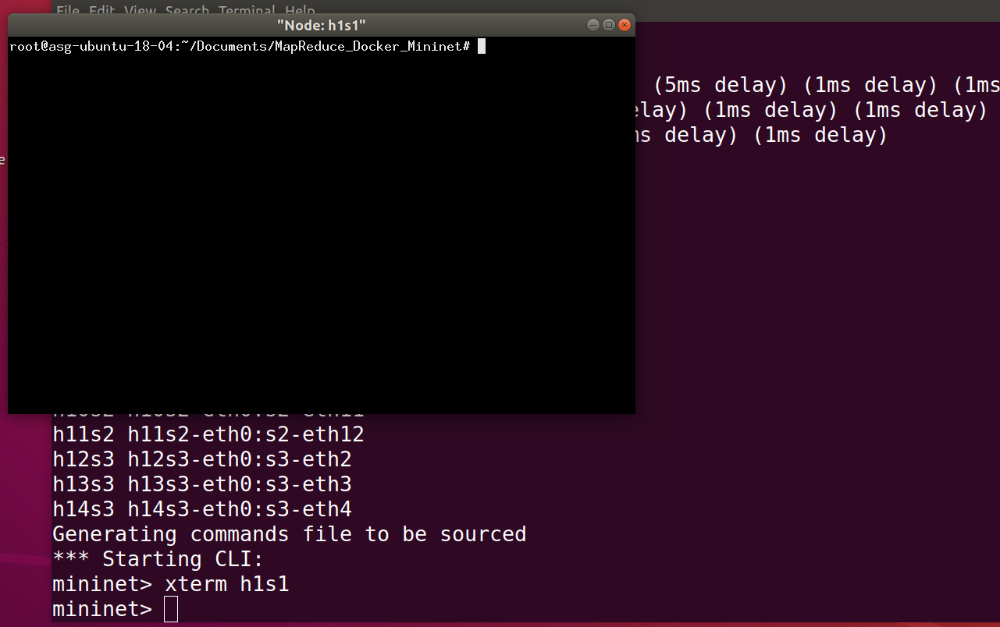 File Edit View Search Terminal Help
"Node: h1s1"
root@asg-ubuntu-18-04:~/Documents/MapReduce_Docker_Mininet#
(5ms delay) (1ms delay) (1ms
delay) (1ms delay) (1ms delay)
delay) (1ms delay)
h11s2 h11s2-eth0:s2-eth12
h12s3 h12s3-eth0:s3-eth2
h13s3 h13s3-eth0:s3-eth3
h14s3 h14s3-eth0:s3-eth4
Generating commands file to be sourced
*** Starting CLI:
mininet> xterm h1s1
mininet>